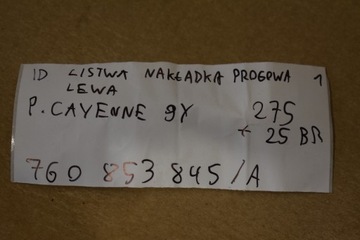 ID LISTWA NAKŁADKA PROGOWA 1
LEWA
P. CAYENNE 9Y 275
+ 25 BR
760 853 845 / A